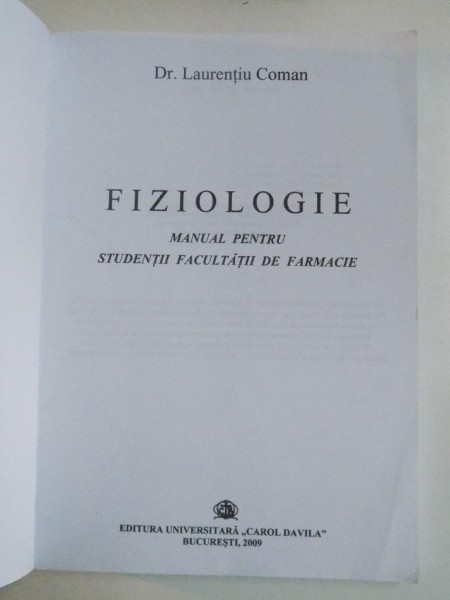 Dr. Laurențiu Coman
FIZIOLOGIE
MANUAL PENTRU
STUDENȚII FACULTĂȚII DE FARMACIE
EDITURA UNIVERSITARĂ „CAROL DAVILA”
BUCUREȘTI, 2009